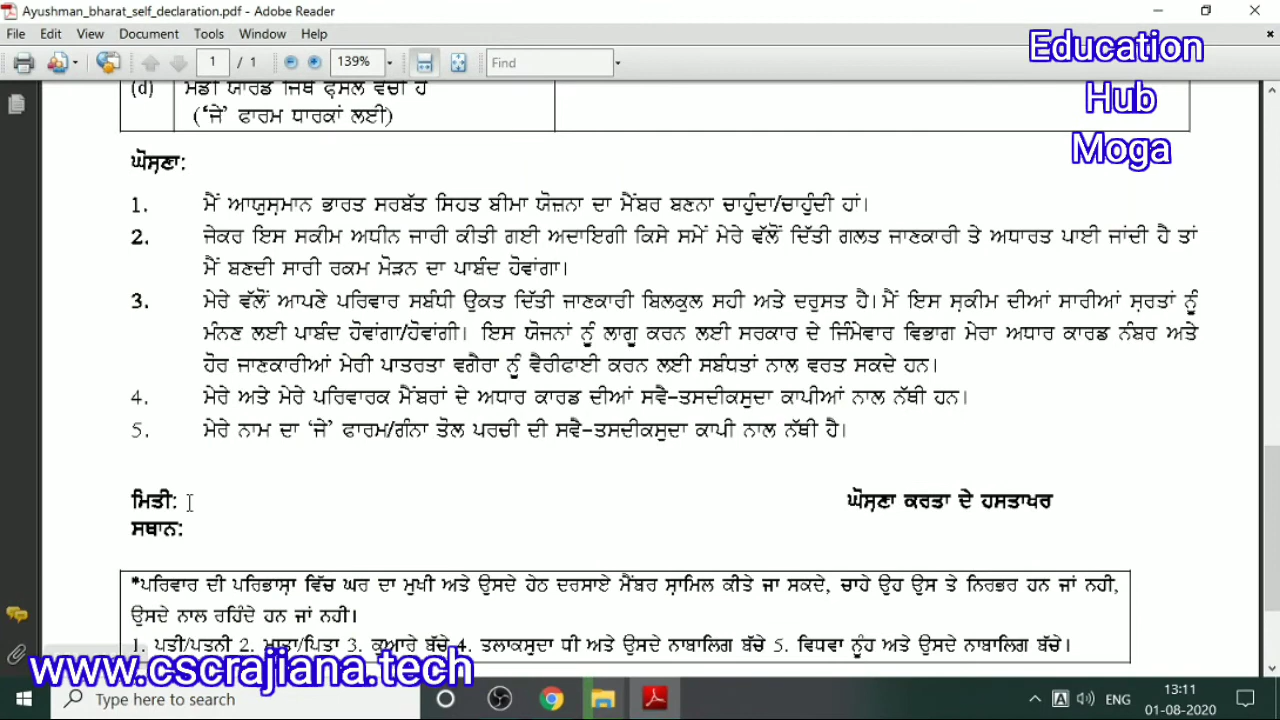 Ayushman_bharat_self_declaration.pdf - Adobe Reader
File Edit View Document Tools Window Help
1 / 1 139% Find
Education
Hub
Moga
(d) ਮੰਡੀ ਯਾਰਡ ਜਿੱਥੇ ਫ਼ਸਲ ਵੇਚੀ ਹੈ
('ਜੇ' ਫਾਰਮ ਧਾਰਕਾਂ ਲਈ)
ਘੋਸ਼ਣਾ:
1. ਮੈਂ ਆਯੁਸ਼ਮਾਨ ਭਾਰਤ ਸਰਬੱਤ ਸਿਹਤ ਬੀਮਾ ਯੋਜ਼ਨਾ ਦਾ ਮੈਂਬਰ ਬਣਨਾ ਚਾਹੁੰਦਾ/ਚਾਹੁੰਦੀ ਹਾਂ।
2. ਜੇਕਰ ਇਸ ਸਕੀਮ ਅਧੀਨ ਜਾਰੀ ਕੀਤੀ ਗਈ ਅਦਾਇਗੀ ਕਿਸੇ ਸਮੇਂ ਮੇਰੇ ਵੱਲੋਂ ਦਿੱਤੀ ਗਲਤ ਜਾਣਕਾਰੀ ਤੇ ਅਧਾਰਤ ਪਾਈ ਜਾਂਦੀ ਹੈ ਤਾਂ
ਮੈਂ ਬਣਦੀ ਸਾਰੀ ਰਕਮ ਮੋੜਨ ਦਾ ਪਾਬੰਦ ਹੋਵਾਂਗਾ।
3. ਮੇਰੇ ਵੱਲੋਂ ਆਪਣੇ ਪਰਿਵਾਰ ਸਬੰਧੀ ਉਕਤ ਦਿੱਤੀ ਜਾਣਕਾਰੀ ਬਿਲਕੁਲ ਸਹੀ ਅਤੇ ਦਰੁਸਤ ਹੈ। ਮੈਂ ਇਸ ਸ਼ਕੀਮ ਦੀਆਂ ਸਾਰੀਆਂ ਸ਼ਰਤਾਂ ਨੂੰ
ਮੰਨਣ ਲਈ ਪਾਬੰਦ ਹੋਵਾਂਗਾ/ਹੋਵਾਂਗੀ। ਇਸ ਯੋਜਨਾਂ ਨੂੰ ਲਾਗੂ ਕਰਨ ਲਈ ਸਰਕਾਰ ਦੇ ਜਿੰਮੇਵਾਰ ਵਿਭਾਗ ਮੇਰਾ ਅਧਾਰ ਕਾਰਡ ਨੰਬਰ ਅਤੇ
ਹੋਰ ਜਾਣਕਾਰੀਆਂ ਮੇਰੀ ਪਾਤਰਤਾ ਵਗੈਰਾ ਨੂੰ ਵੈਰੀਫਾਈ ਕਰਨ ਲਈ ਸਬੰਧਤਾਂ ਨਾਲ ਵਰਤ ਸਕਦੇ ਹਨ।
4. ਮੇਰੇ ਅਤੇ ਮੇਰੇ ਪਰਿਵਾਰਕ ਮੈਂਬਰਾਂ ਦੇ ਅਧਾਰ ਕਾਰਡ ਦੀਆਂ ਸਵੈ-ਤਸਦੀਕਸੁਦਾ ਕਾਪੀਆਂ ਨਾਲ ਨੱਥੀ ਹਨ।
5. ਮੇਰੇ ਨਾਮ ਦਾ 'ਜੇ' ਫਾਰਮ/ਗੰਨਾ ਤੋਲ ਪਰਚੀ ਦੀ ਸਵੈ-ਤਸਦੀਕਸੁਦਾ ਕਾਪੀ ਨਾਲ ਨੱਥੀ ਹੈ।
ਮਿਤੀ: ਘੋਸ਼ਣਾ ਕਰਤਾ ਦੇ ਹਸਤਾਖਰ
ਸਥਾਨ:
*ਪਰਿਵਾਰ ਦੀ ਪਰਿਭਾਸ਼ਾ ਵਿੱਚ ਘਰ ਦਾ ਮੁਖੀ ਅਤੇ ਉਸਦੇ ਹੇਠ ਦਰਸਾਏ ਮੈਂਬਰ ਸ਼ਾਮਿਲ ਕੀਤੇ ਜਾ ਸਕਦੇ, ਚਾਹੇ ਉਹ ਉਸ ਤੇ ਨਿਰਭਰ ਹਨ ਜਾਂ ਨਹੀ,
ਉਸਦੇ ਨਾਲ ਰਹਿੰਦੇ ਹਨ ਜਾਂ ਨਹੀ।
1. ਪਤੀ/ਪਤਨੀ 2. ਮਾਤਾ/ਪਿਤਾ 3. ਕੁਆਰੇ ਬੱਚੇ 4. ਤਲਾਕਸੁਦਾ ਧੀ ਅਤੇ ਉਸਦੇ ਨਾਬਾਲਿਗ ਬੱਚੇ 5. ਵਿਧਵਾ ਨੂੰਹ ਅਤੇ ਉਸਦੇ ਨਾਬਾਲਿਗ ਬੱਚੇ।
www.cscrajiana.tech
Type here to search
ENG
13:11
01-08-2020